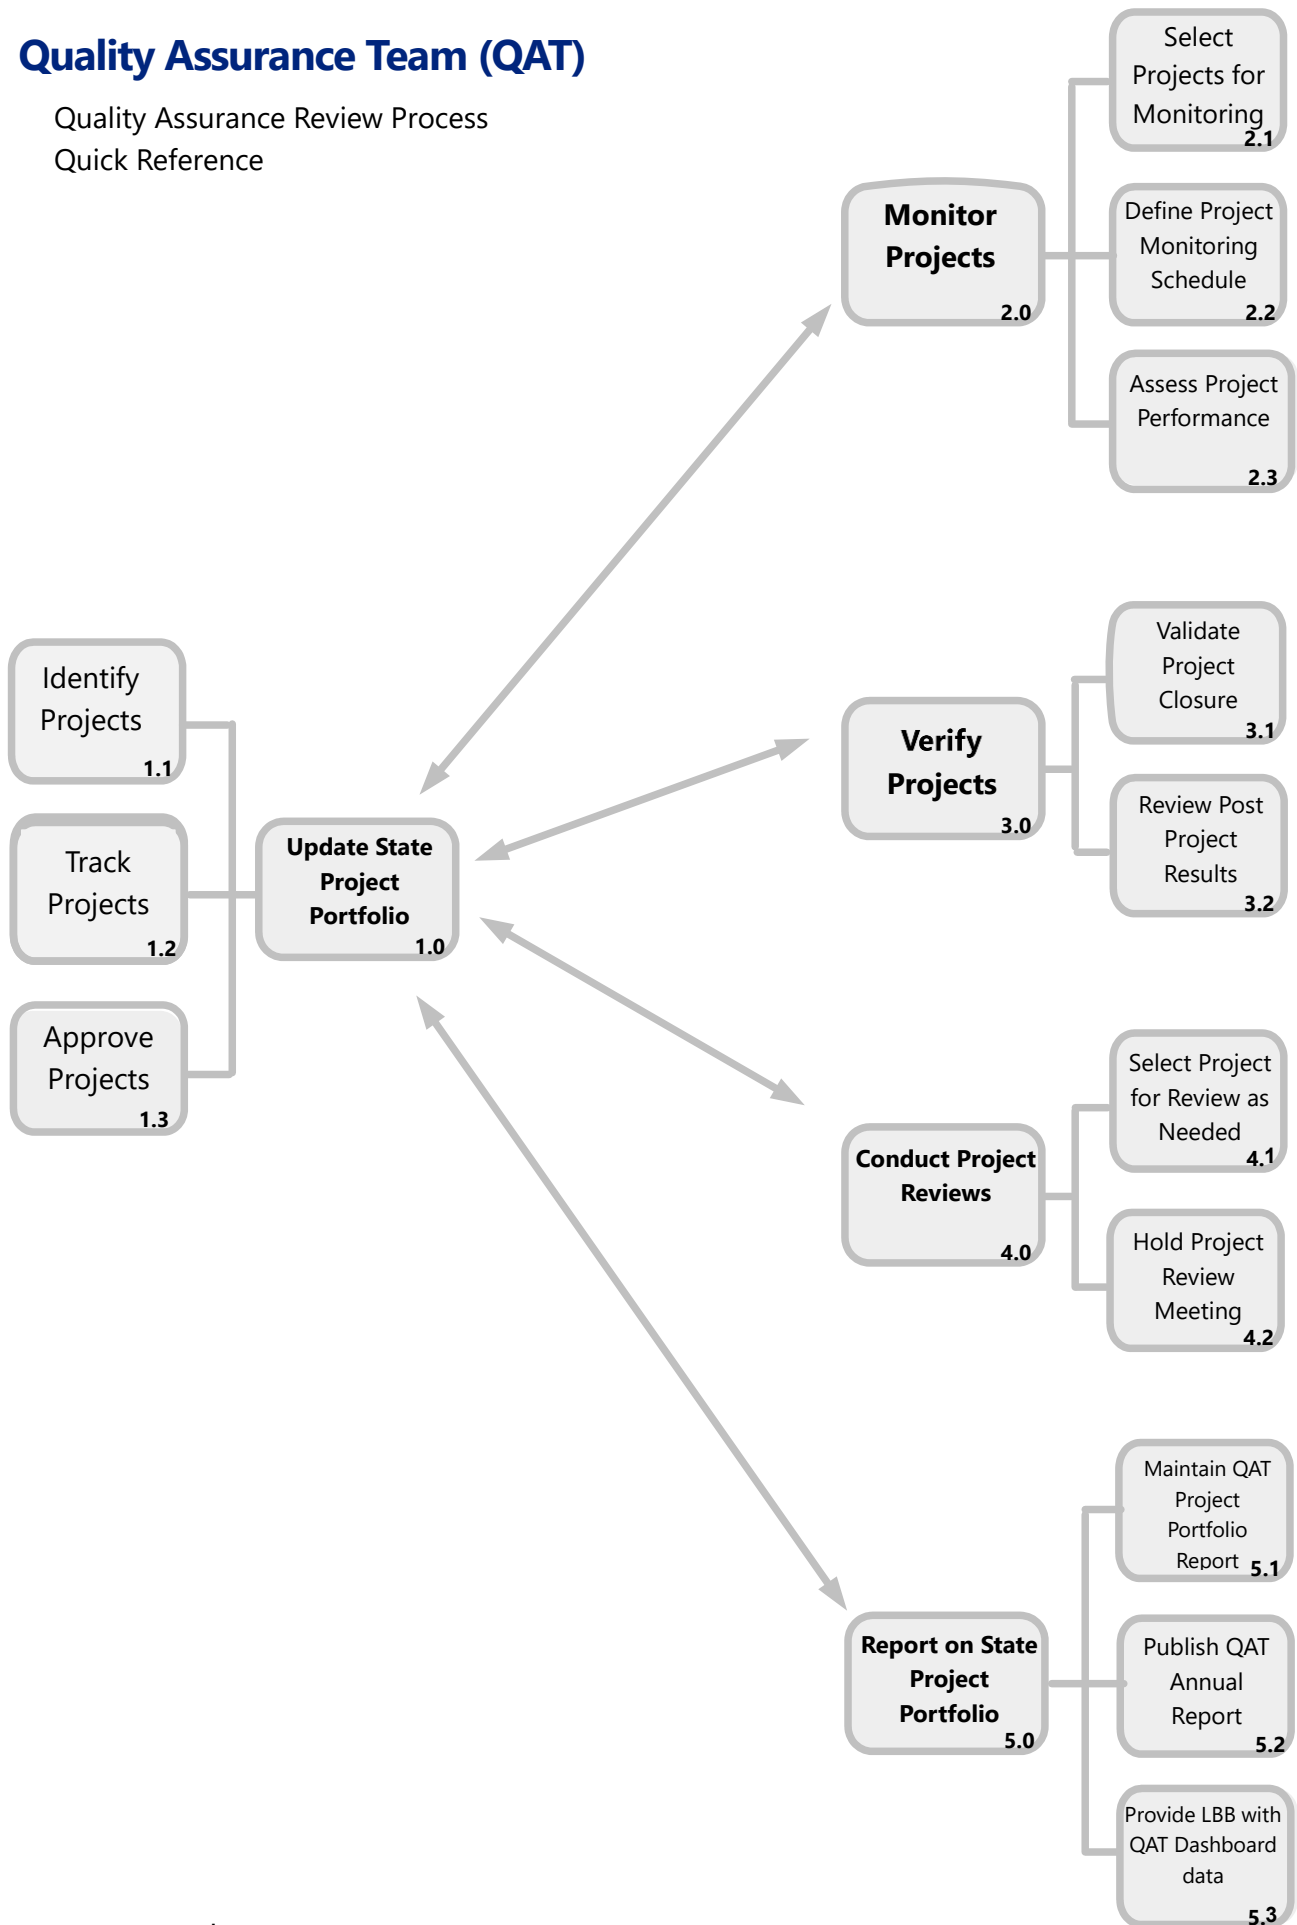 Quality Assurance Team (QAT)
Quality Assurance Review Process
Quick Reference
Identify
Projects
1.1
Track
Projects
1.2
Approve
Projects
1.3
Update State
Project
Portfolio
1.0
Monitor
Projects
2.0
Select
Projects for
Monitoring
2.1
Define Project
Monitoring
Schedule
2.2
Assess Project
Performance
2.3
Verify
Projects
3.0
Validate
Project
Closure
3.1
Review Post
Project
Results
3.2
Conduct Project
Reviews
4.0
Select Project
for Review as
Needed
4.1
Hold Project
Review
Meeting
4.2
Report on State
Project
Portfolio
5.0
Maintain QAT
Project
Portfolio
Report
5.1
Publish QAT
Annual
Report
5.2
Provide LBB with
QAT Dashboard
data
5.3